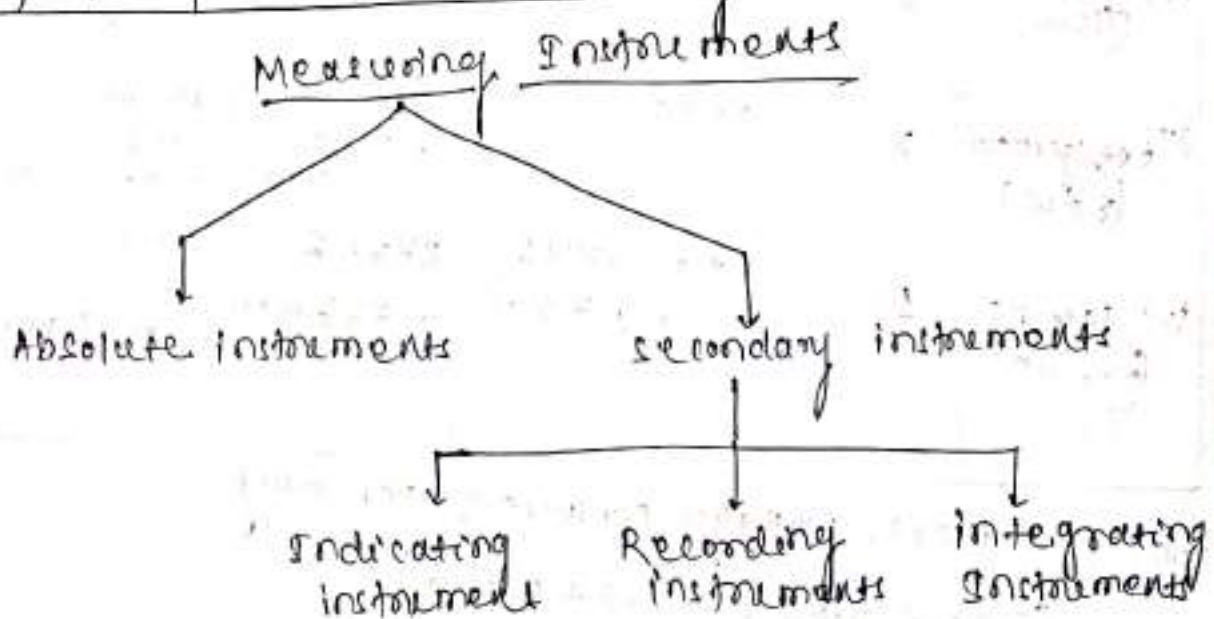 Measuring Instruments
Absolute instruments
secondary instruments
Indicating instrument
Recording instruments
integrating Instruments